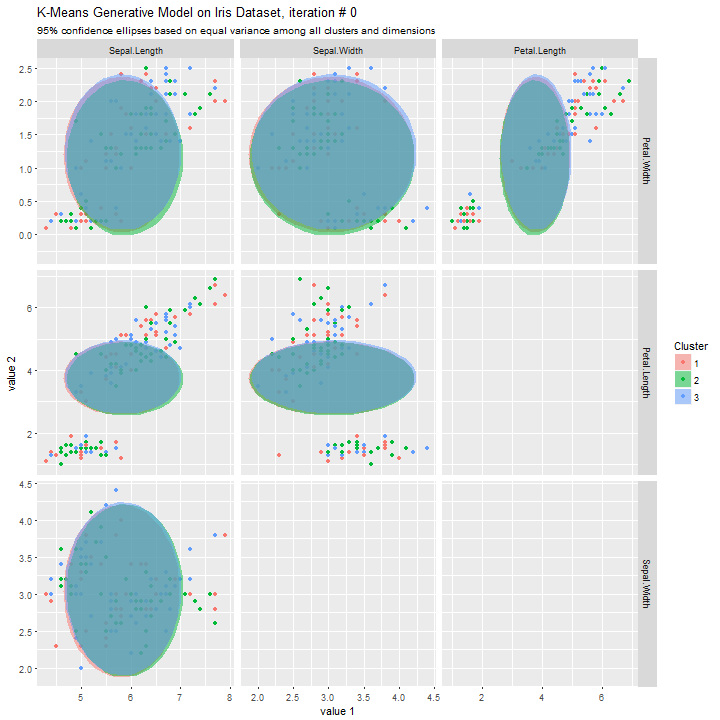 K-Means Generative Model on Iris Dataset, iteration # 0
95% confidence ellipses based on equal variance among all clusters and dimensions
Sepal.Length
Sepal.Width
Petal.Length
2.5
2.0
1.5
1.0
0.5
0.0
Petal.Width
6
4
2
Petal.Length
value 2
4.5
4.0
3.5
3.0
2.5
2.0
Sepal.Width
5
6
7
8
2.0
2.5
3.0
3.5
4.0
4.5
2
4
6
value 1
Cluster
1
2
3